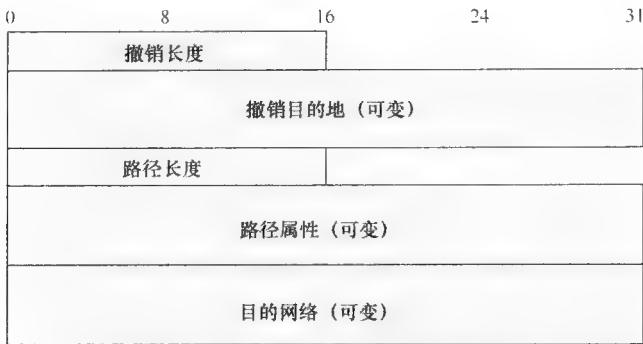 0 8 16 24 31
撤销长度
撤销目的地（可变）
路径长度
路径属性（可变）
目的网络（可变）